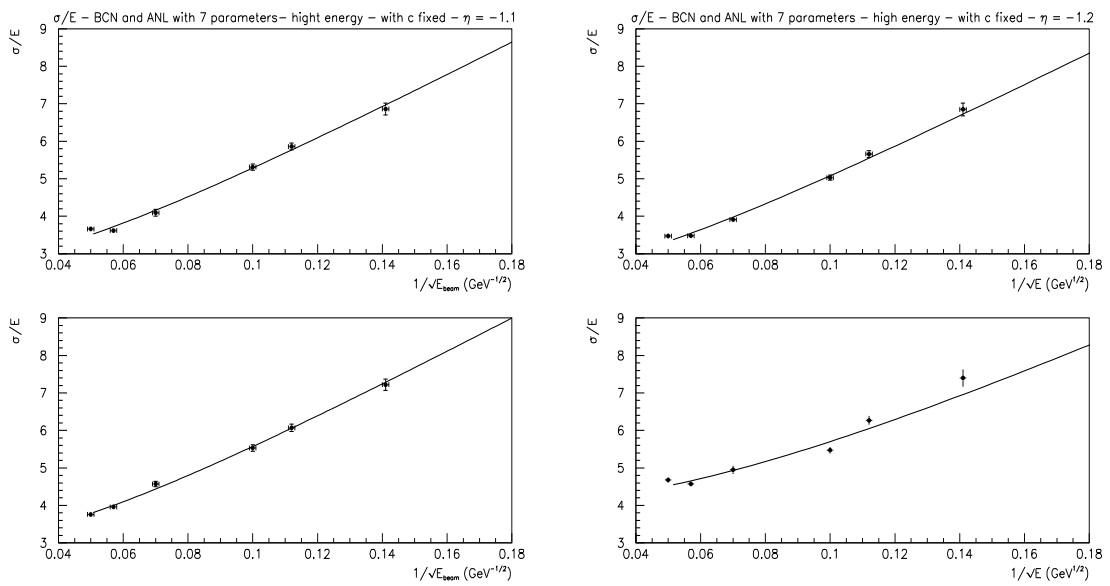 σ/E – BCN and ANL with 7 parameters– hight energy – with c fixed – η = –1.1
σ/E – BCN and ANL with 7 parameters – high energy – with c fixed – η = –1.2
σ/E
9
8
7
6
5
4
3
0.04 0.06 0.08 0.1 0.12 0.14 0.16 0.18
1/√E_beam (GeV^–1/2)
σ/E
9
8
7
6
5
4
3
0.04 0.06 0.08 0.1 0.12 0.14 0.16 0.18
1/√E (GeV^1/2)
σ/E
9
8
7
6
5
4
3
0.04 0.06 0.08 0.1 0.12 0.14 0.16 0.18
1/√E_beam (GeV^–1/2)
σ/E
9
8
7
6
5
4
3
0.04 0.06 0.08 0.1 0.12 0.14 0.16 0.18
1/√E (GeV^1/2)